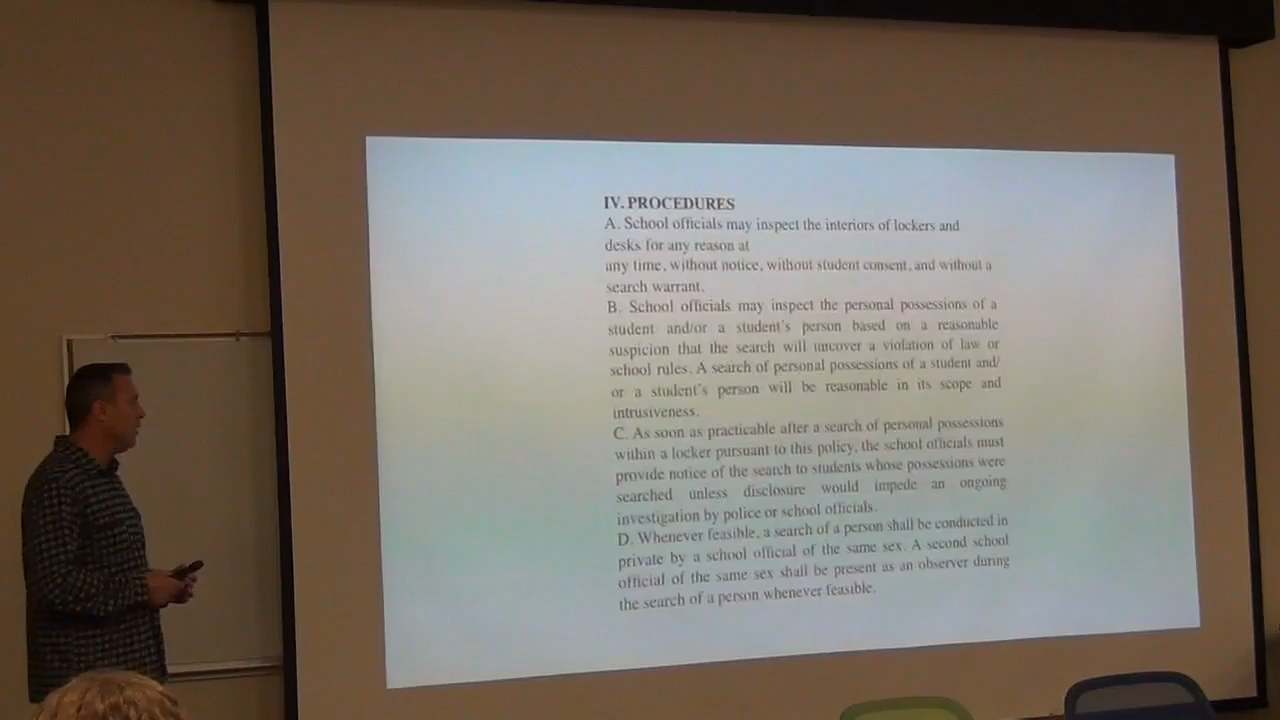 IV. PROCEDURES
A. School officials may inspect the interiors of lockers and
desks for any reason at
any time, without notice, without student consent, and without a
search warrant.
B. School officials may inspect the personal possessions of a
student and/or a student's person based on a reasonable
suspicion that the search will uncover a violation of law or
school rules. A search of personal possessions of a student and/
or a student's person will be reasonable in its scope and
intrusiveness.
C. As soon as practicable after a search of personal possessions
within a locker pursuant to this policy, the school officials must
provide notice of the search to students whose possessions were
searched unless disclosure would impede an ongoing
investigation by police or school officials.
D. Whenever feasible, a search of a person shall be conducted in
private by a school official of the same sex. A second school
official of the same sex shall be present as an observer during
the search of a person whenever feasible.